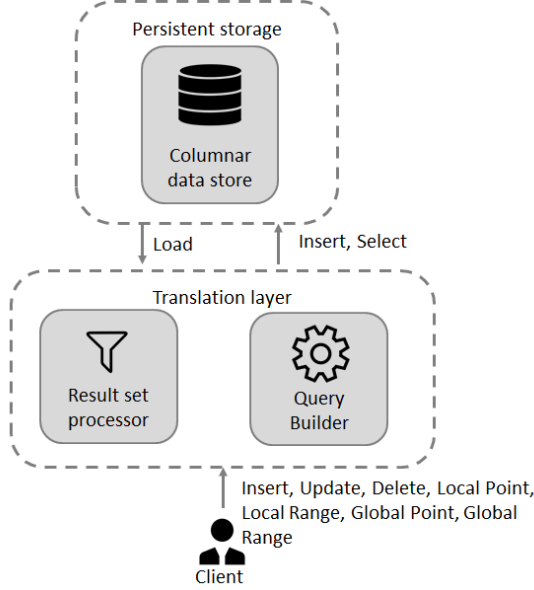 Persistent storage
Columnar
data store
Load
Insert, Select
Translation layer
Result set
processor
Query
Builder
Insert, Update, Delete, Local Point,
Local Range, Global Point, Global
Range
Client